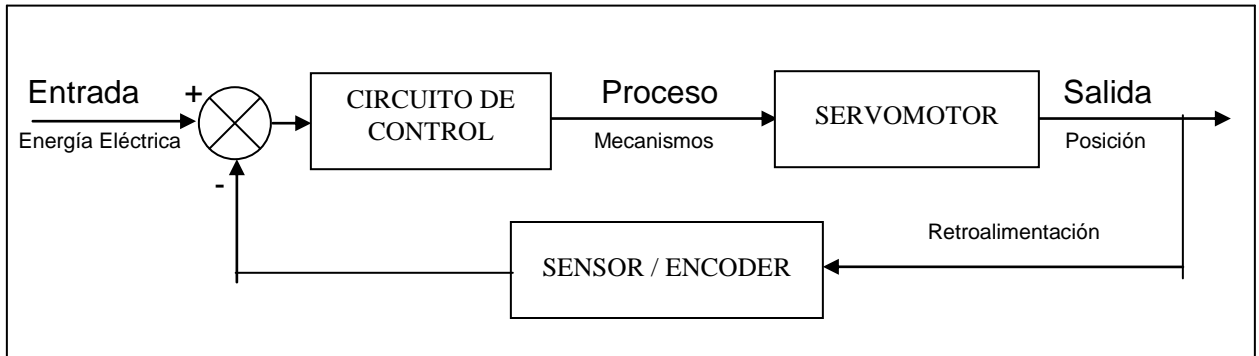 Entrada
+
Energía Eléctrica
-
CIRCUITO DE
CONTROL
Proceso
Mecanismos
SERVOMOTOR
Salida
Posición
Retroalimentación
SENSOR / ENCODER